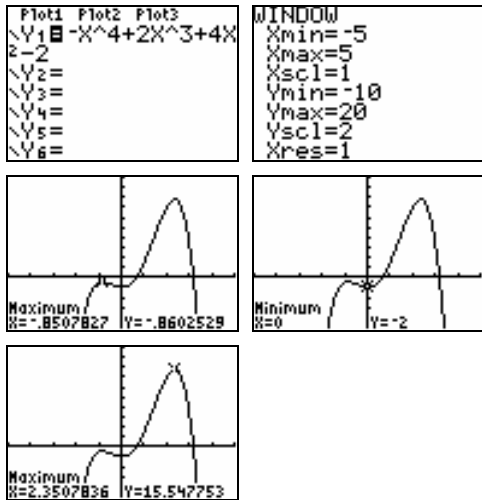 Plot1 Plot2 Plot3
\Y1=-X^4+2X^3+4X
²-2
\Y2=
\Y3=
\Y4=
\Y5=
\Y6=
WINDOW
Xmin=-5
Xmax=5
Xscl=1
Ymin=-10
Ymax=20
Yscl=2
Xres=1
Maximum
X=-.8507827 Y=-.8602529
Minimum
X=0 Y=-2
Maximum
X=2.3507836 Y=15.547753